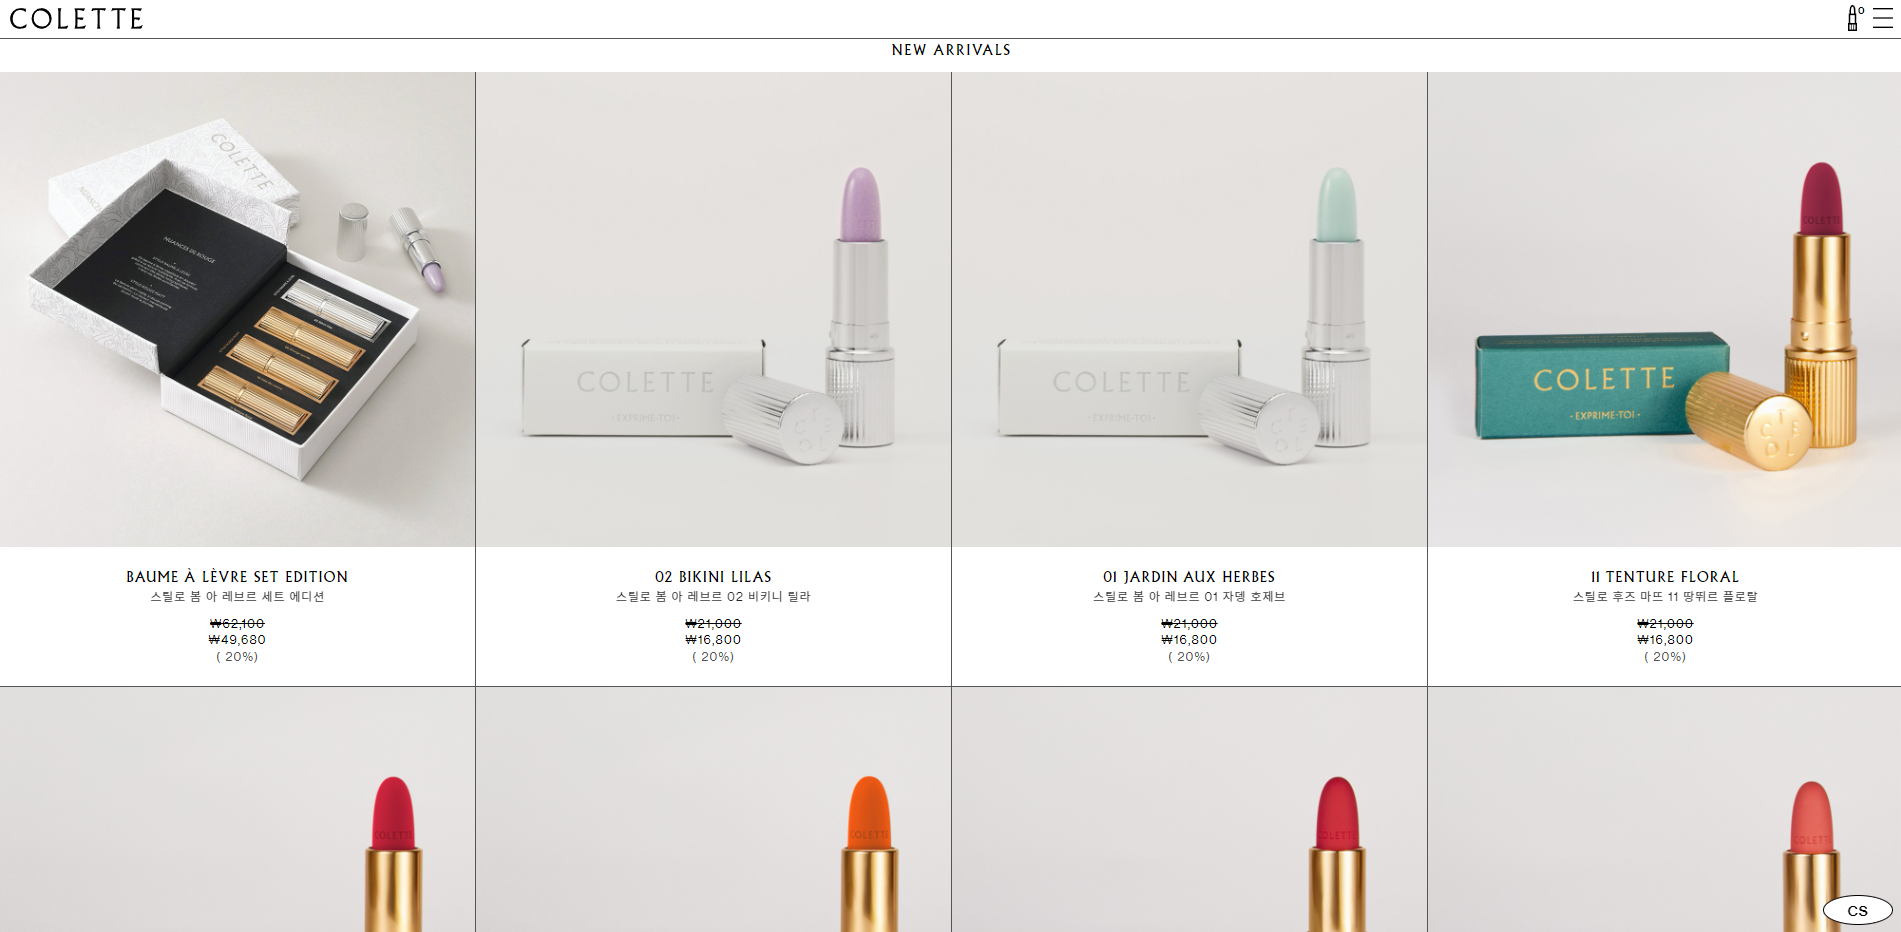 COLETTE
0
NEW ARRIVALS
COLETTE
NUANCES DE ROUGE
COLETTE
·EXPRIME-TOI·
COLETTE
·EXPRIME-TOI·
COLETTE
COLETTE
·EXPRIME-TOI·
BAUME À LÈVRE SET EDITION
스틸로 봄 아 레브르 세트 에디션
₩62,100
₩49,680
( 20%)
02 BIKINI LILAS
스틸로 봄 아 레브르 02 비키니 릴라
₩21,000
₩16,800
( 20%)
01 JARDIN AUX HERBES
스틸로 봄 아 레브르 01 자뎅 호제브
₩21,000
₩16,800
( 20%)
11 TENTURE FLORAL
스틸로 후즈 마뜨 11 땅뛰르 플로랄
₩21,000
₩16,800
( 20%)
COLETTE
COLETTE
COLETTE
COLETTE
CS